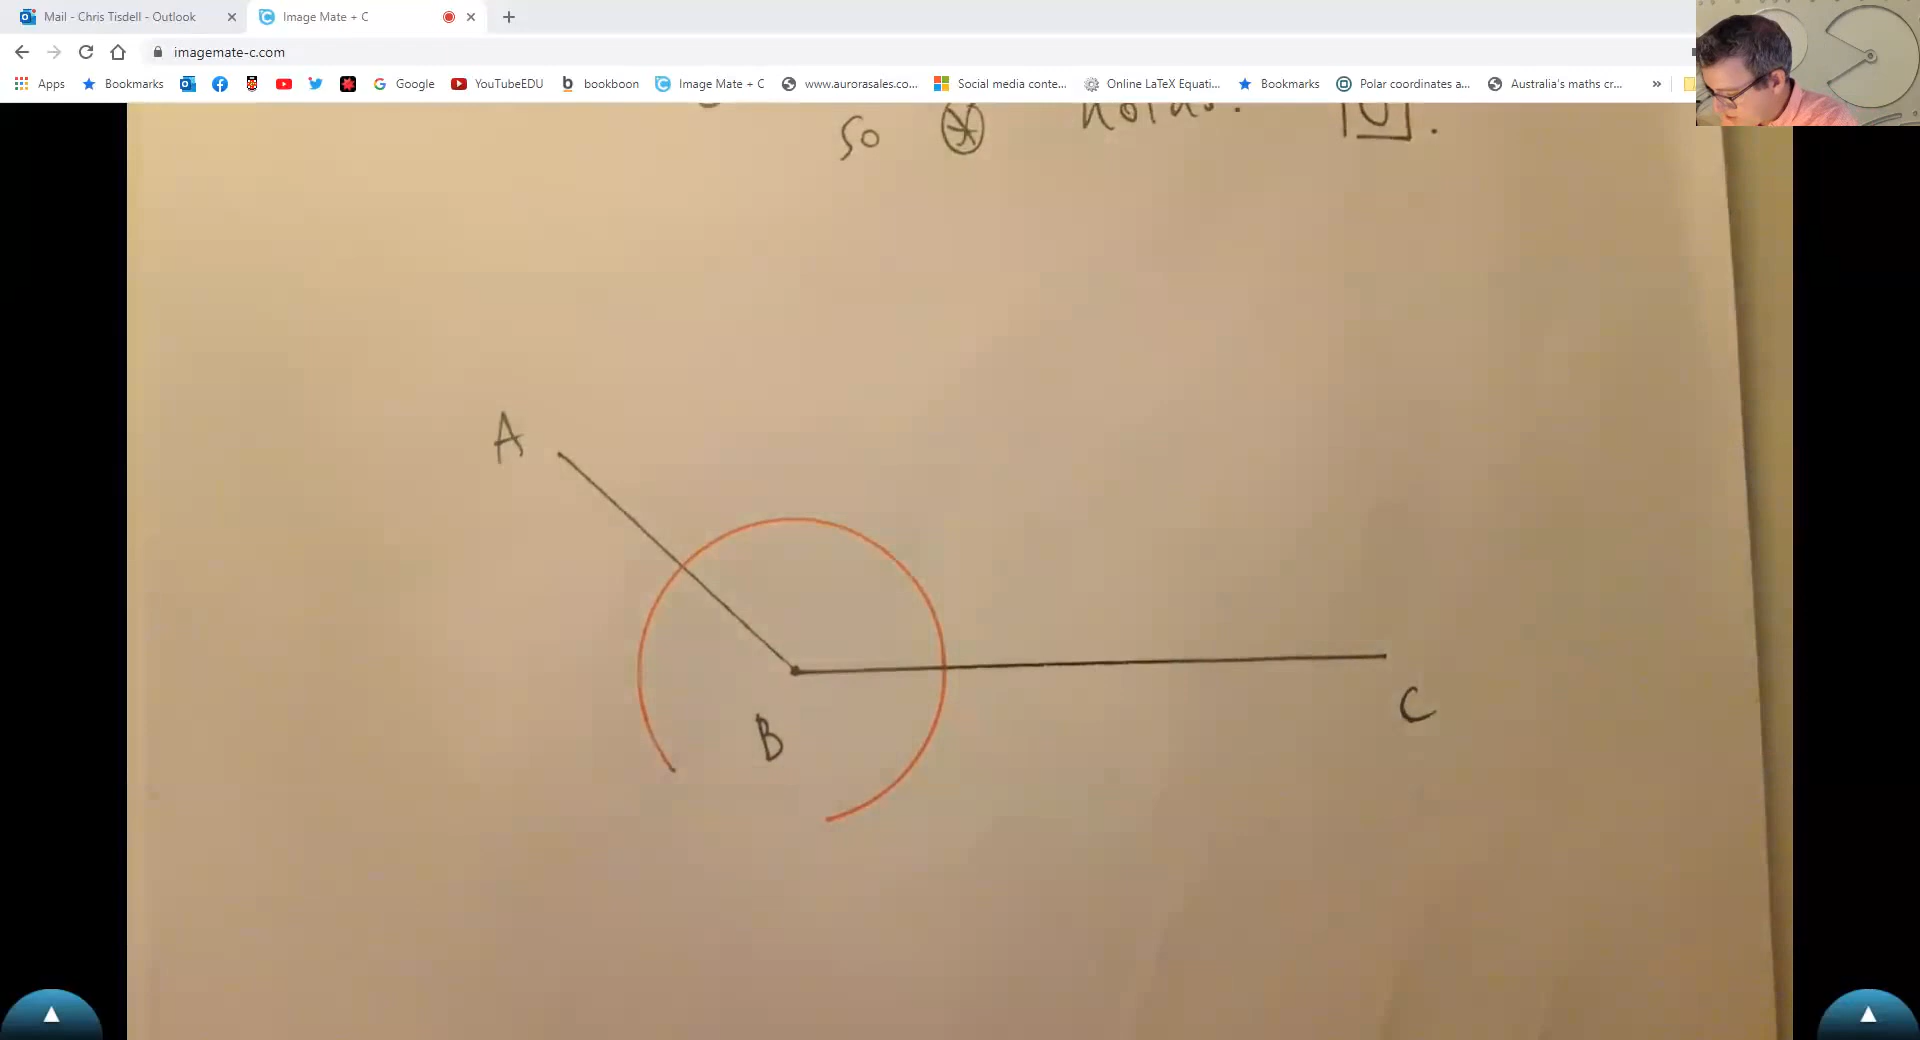 Mail - Chris Tisdell - Outlook
Image Mate + C
imagemate-c.com
Apps
Bookmarks
Google
YouTubeEDU
bookboon
Image Mate + C
www.aurorasales.co...
Social media conte...
Online LaTeX Equati...
Bookmarks
Polar coordinates a...
Australia's maths cr...
»
so ⊛
A
B
C